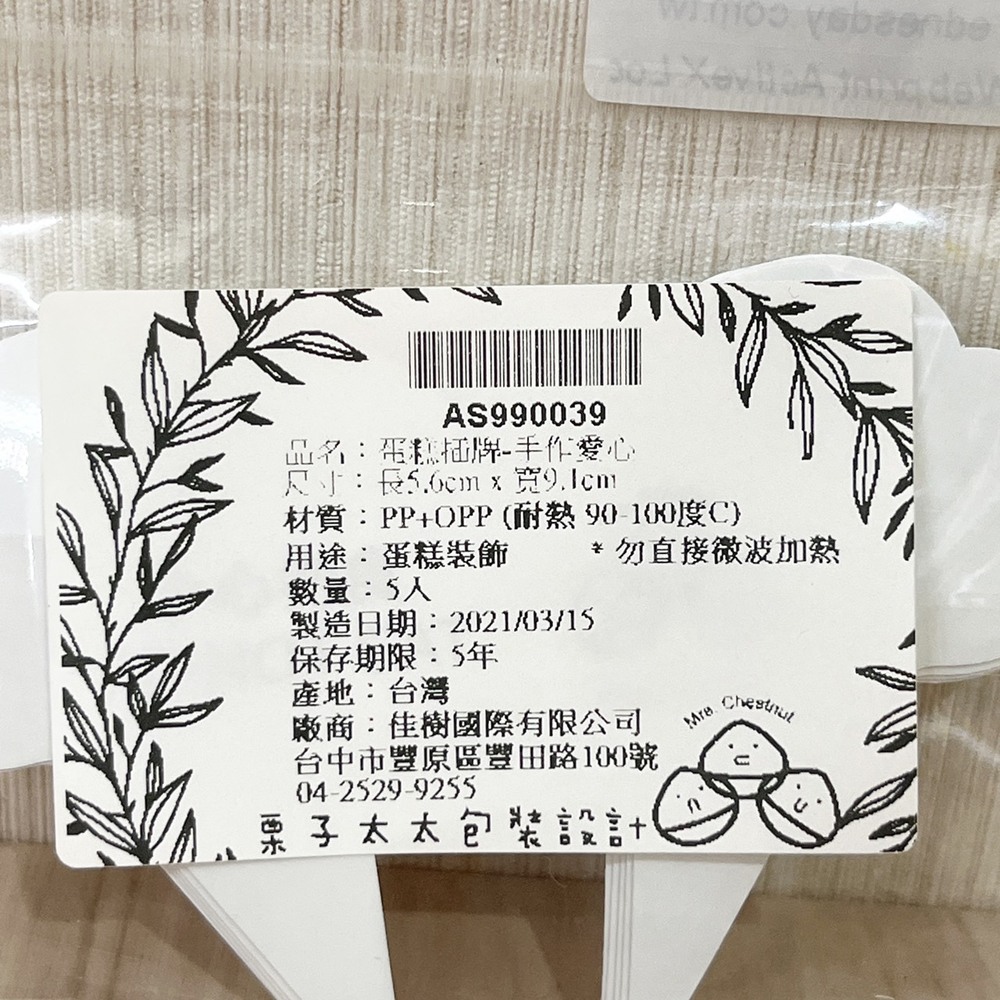 AS990039
品名：蛋糕插牌-手作愛心
尺寸：長5.6cm x 寬9.1cm
材質：PP+OPP (耐熱 90-100度C)
用途：蛋糕裝飾 * 勿直接微波加熱
數量：5入
製造日期：2021/03/15
保存期限：5年
產地：台灣
廠商：佳樹國際有限公司
台中市豐原區豐田路100號
04-2529-9255
Mrs. Chestnut
栗子太太包裝設計